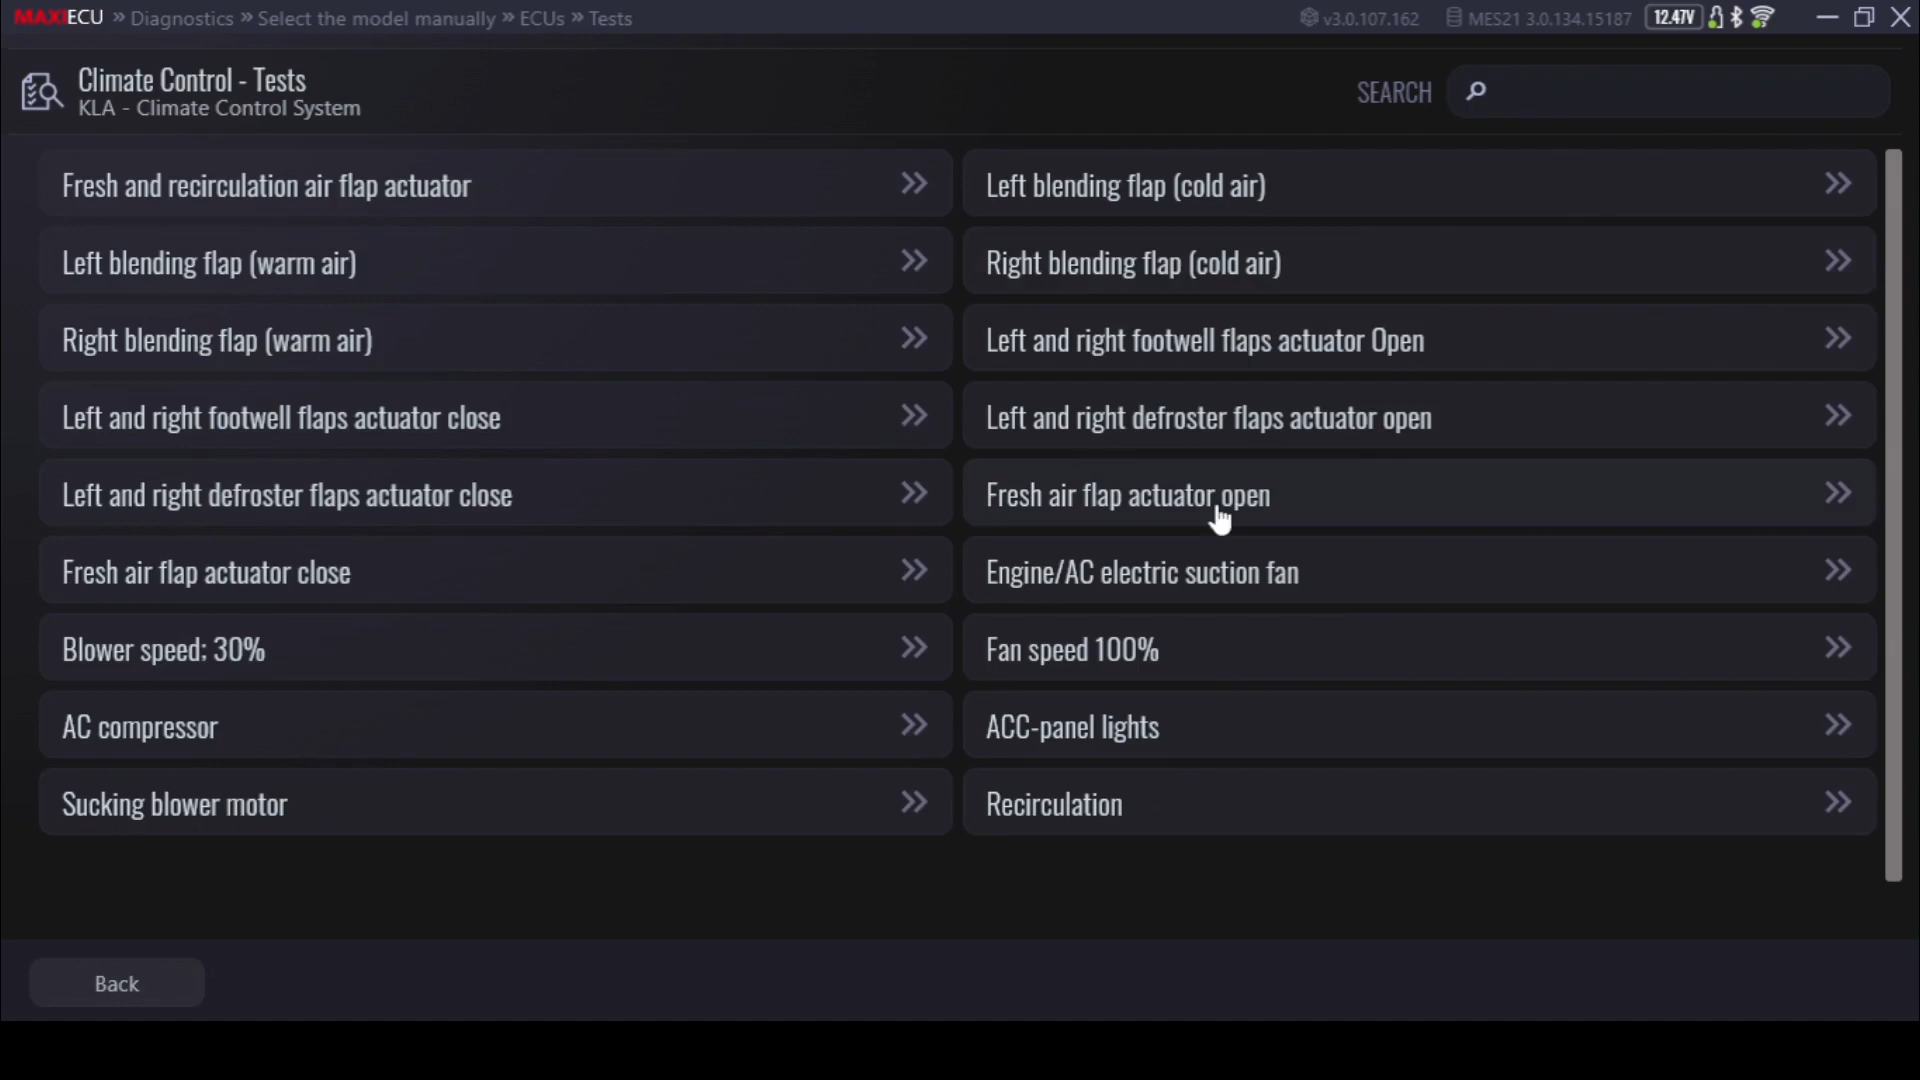 MAXIECU » Diagnostics » Select the model manually » ECUs » Tests
v3.0.107.162 MES21 3.0.134.15187 12.47V
Climate Control - Tests
KLA - Climate Control System
SEARCH
Fresh and recirculation air flap actuator
Left blending flap (cold air)
Left blending flap (warm air)
Right blending flap (cold air)
Right blending flap (warm air)
Left and right footwell flaps actuator Open
Left and right footwell flaps actuator close
Left and right defroster flaps actuator open
Left and right defroster flaps actuator close
Fresh air flap actuator open
Fresh air flap actuator close
Engine/AC electric suction fan
Blower speed; 30%
Fan speed 100%
AC compressor
ACC-panel lights
Sucking blower motor
Recirculation
Back